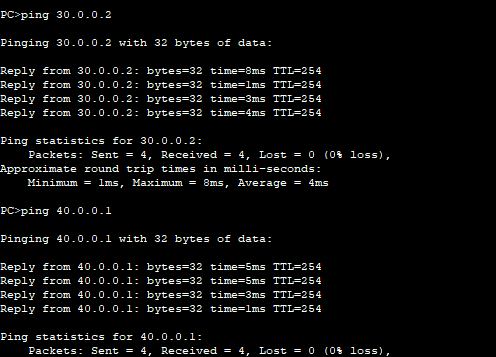 PC>ping 30.0.0.2
Pinging 30.0.0.2 with 32 bytes of data:
Reply from 30.0.0.2: bytes=32 time=8ms TTL=254
Reply from 30.0.0.2: bytes=32 time=1ms TTL=254
Reply from 30.0.0.2: bytes=32 time=3ms TTL=254
Reply from 30.0.0.2: bytes=32 time=4ms TTL=254
Ping statistics for 30.0.0.2:
    Packets: Sent = 4, Received = 4, Lost = 0 (0% loss),
Approximate round trip times in milli-seconds:
    Minimum = 1ms, Maximum = 8ms, Average = 4ms
PC>ping 40.0.0.1
Pinging 40.0.0.1 with 32 bytes of data:
Reply from 40.0.0.1: bytes=32 time=5ms TTL=254
Reply from 40.0.0.1: bytes=32 time=5ms TTL=254
Reply from 40.0.0.1: bytes=32 time=3ms TTL=254
Reply from 40.0.0.1: bytes=32 time=1ms TTL=254
Ping statistics for 40.0.0.1:
    Packets: Sent = 4, Received = 4, Lost = 0 (0% loss),